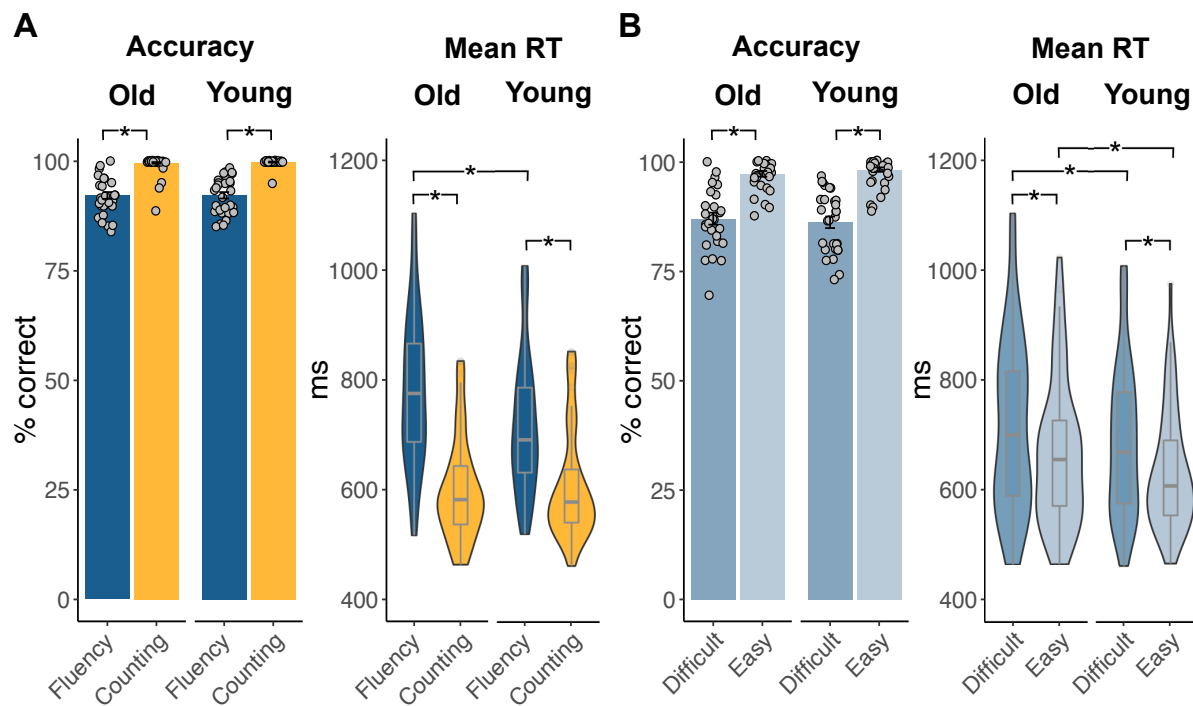 A
Accuracy
Old Young
* *
% correct
100
75
50
25
0
Fluency Counting Fluency Counting
Mean RT
Old Young
*
*
*
ms
1200
1000
800
600
400
Fluency Counting Fluency Counting
B
Accuracy
Old Young
* *
% correct
100
75
50
25
0
Difficult Easy Difficult Easy
Mean RT
Old Young
*
*
*
*
ms
1200
1000
800
600
400
Difficult Easy Difficult Easy